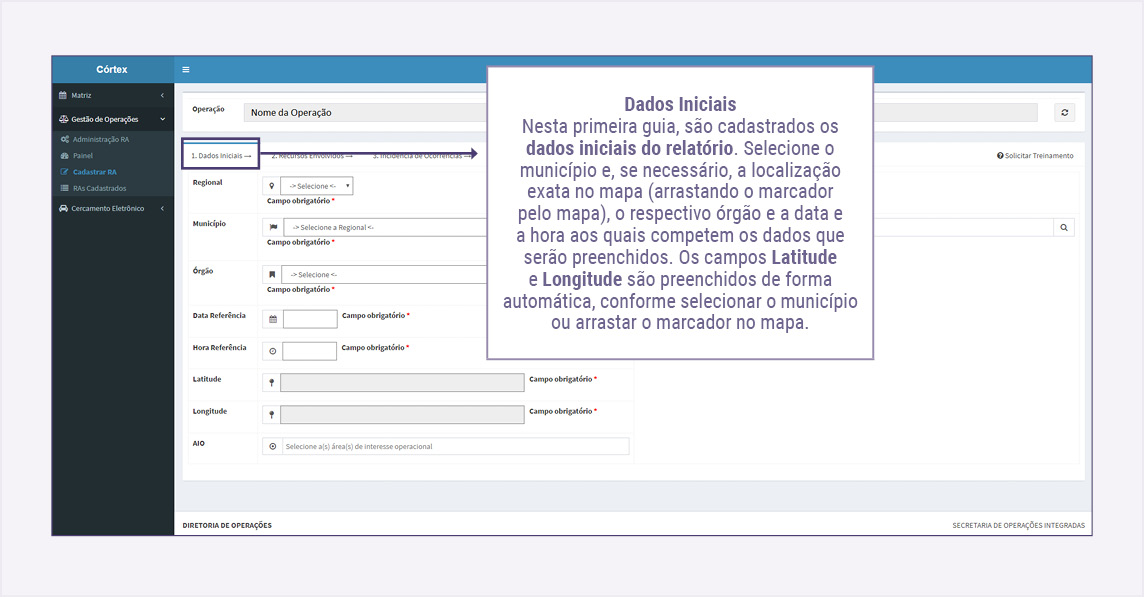 Córtex
Matriz
Gestão de Operações
Administração RA
Painel
Cadastrar RA
RAs Cadastrados
Cercamento Eletrônico
Operação
Nome da Operação
1. Dados Iniciais
2. Recursos Envolvidos
3. Incidência de Ocorrências
Solicitar Treinamento
Regional
-> Selecione <-
Campo obrigatório *
Município
-> Selecione a Regional <-
Campo obrigatório *
Órgão
-> Selecione <-
Campo obrigatório *
Data Referência
Campo obrigatório *
Hora Referência
Campo obrigatório *
Latitude
Campo obrigatório *
Longitude
Campo obrigatório *
AIO
Selecione a(s) área(s) de interesse operacional
Dados Iniciais
Nesta primeira guia, são cadastrados os
dados iniciais do relatório. Selecione o
município e, se necessário, a localização
exata no mapa (arrastando o marcador
pelo mapa), o respectivo órgão e a data e
a hora aos quais competem os dados que
serão preenchidos. Os campos Latitude
e Longitude são preenchidos de forma
automática, conforme selecionar o município
ou arrastar o marcador no mapa.
DIRETORIA DE OPERAÇÕES
SECRETARIA DE OPERAÇÕES INTEGRADAS